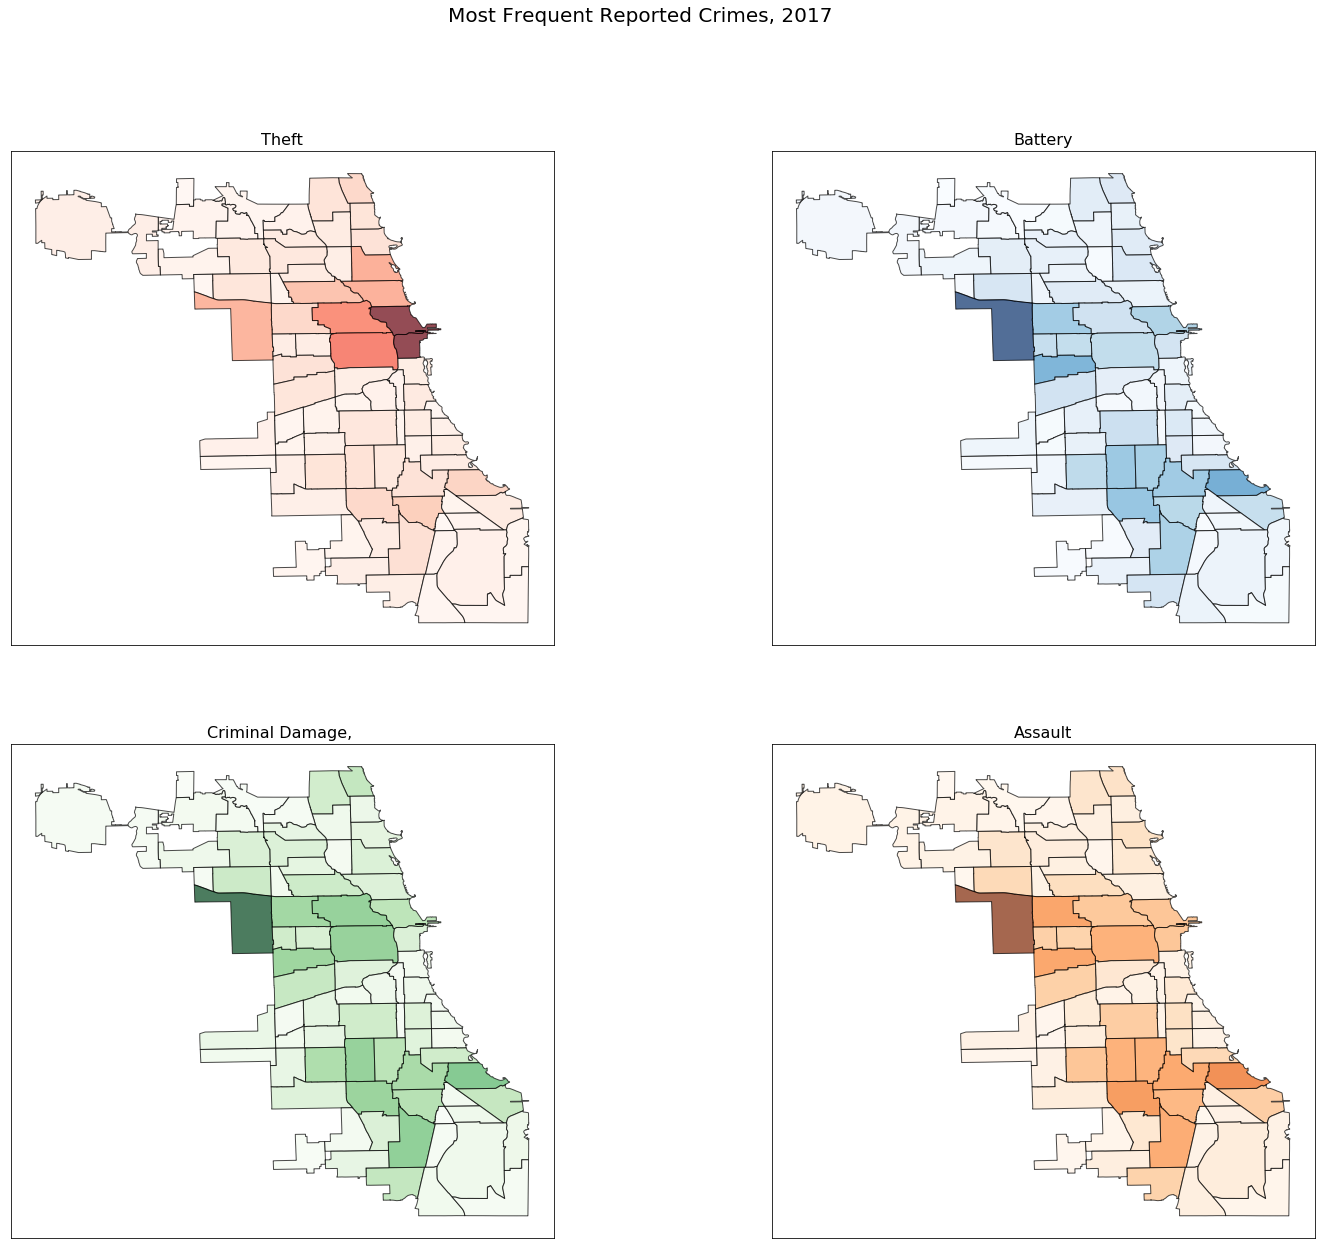 Most Frequent Reported Crimes, 2017
Theft
Battery
Criminal Damage,
Assault